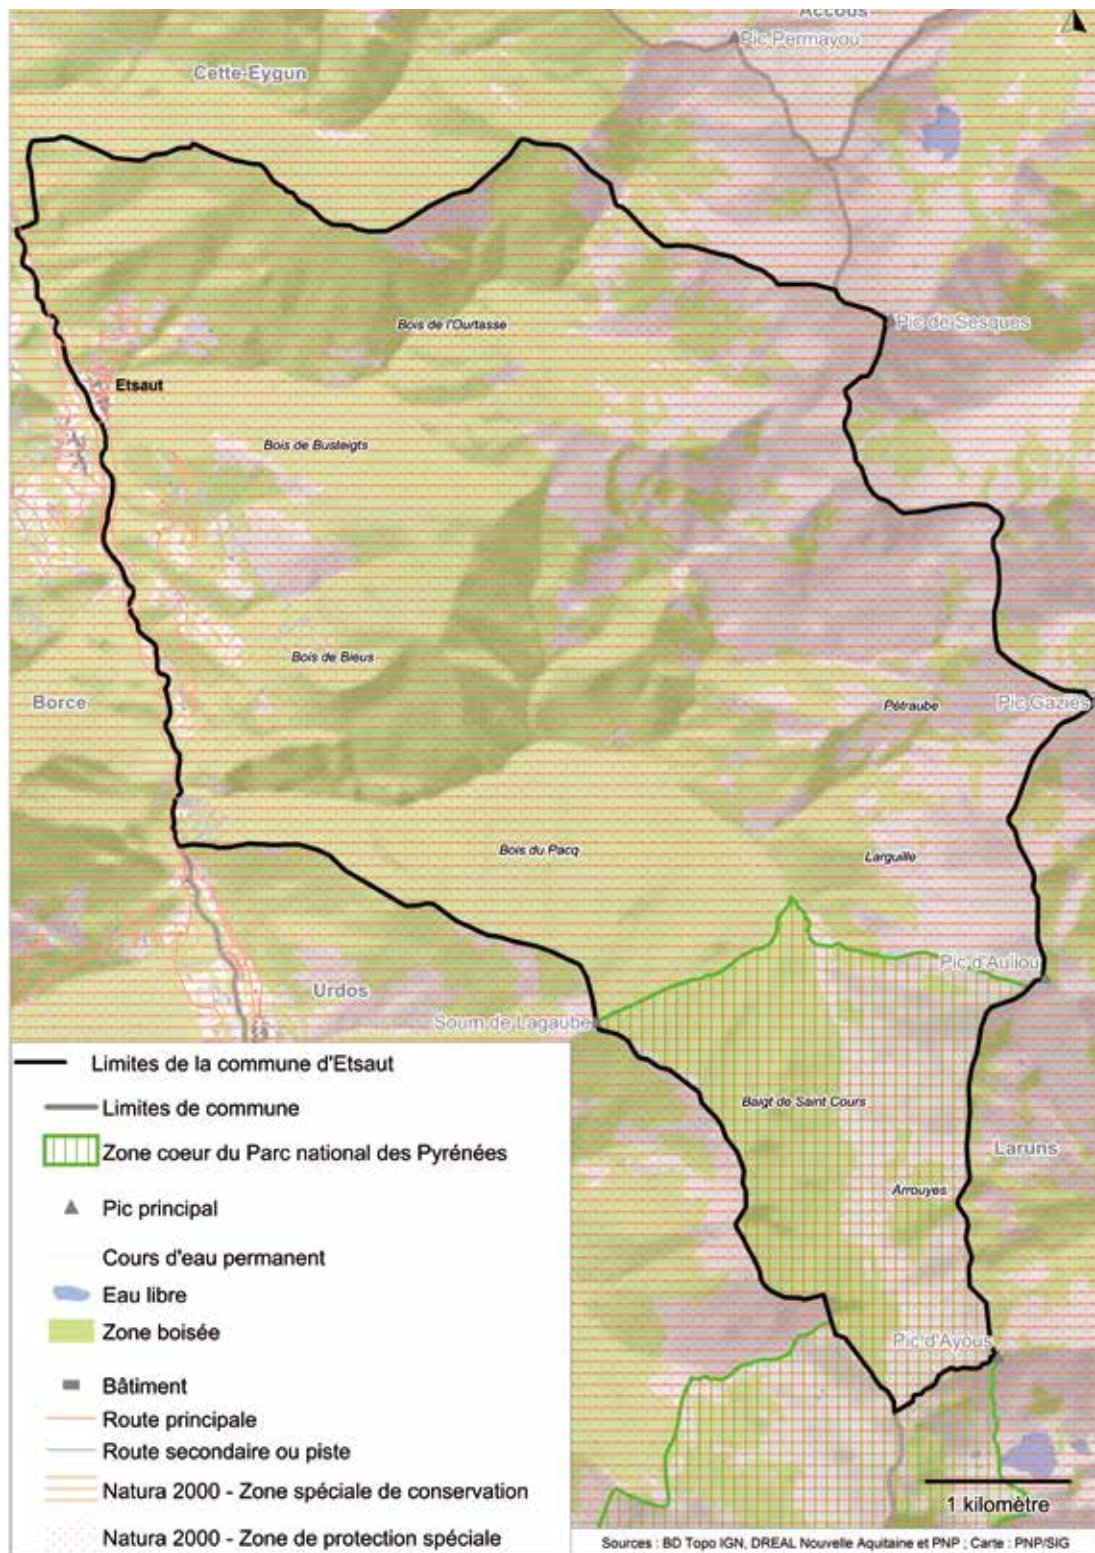 Accous
Pic Permayou
Cette-Eygun
Bois de l'Ourtasse
Pic de Sesques
Etsaut
Bois de Busteigts
Bois de Bieus
Borce
Pétraube
Pic Gaziès
Bois du Pacq
Larguille
Pic d'Auliou
Urdos
Soum de Lagaube
Limites de la commune d'Etsaut
Limites de commune
Baigt de Saint Cours
Zone coeur du Parc national des Pyrénées
Laruns
Arrouyes
Pic principal
Cours d'eau permanent
Eau libre
Zone boisée
Pic d'Ayous
Bâtiment
Route principale
Route secondaire ou piste
Natura 2000 - Zone spéciale de conservation
1 kilomètre
Natura 2000 - Zone de protection spéciale
Sources : BD Topo IGN, DREAL Nouvelle Aquitaine et PNP ; Carte : PNP/SIG